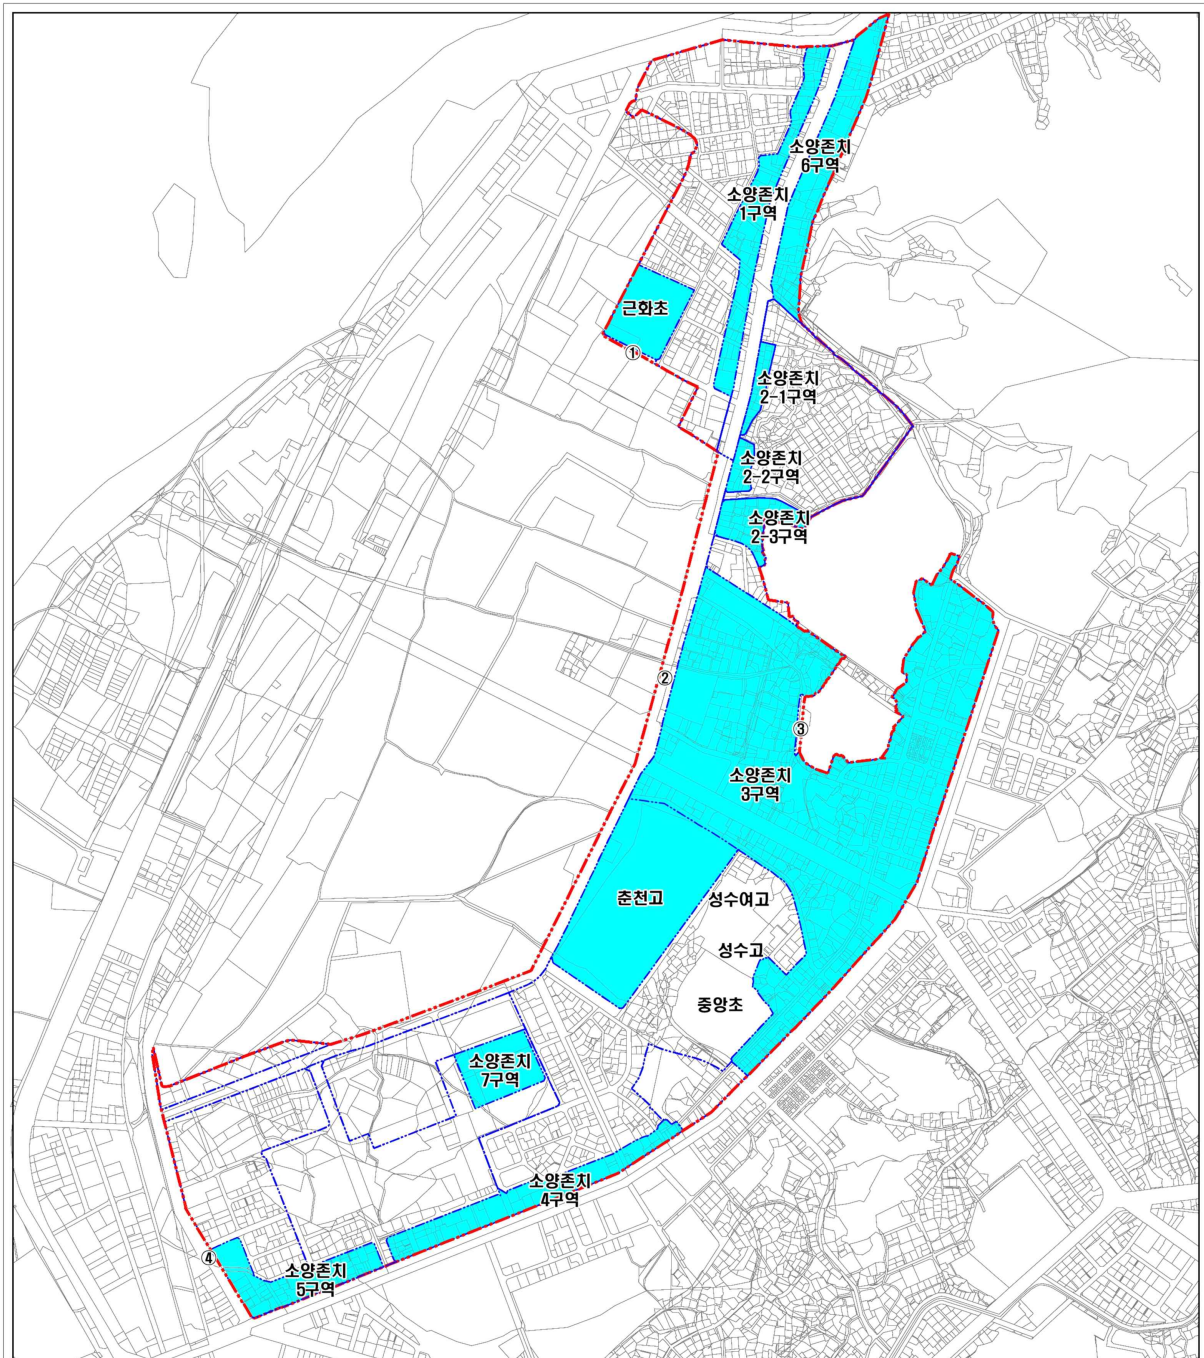 소양존치
6구역
소양존치
1구역
근화초
①
소양존치
2-1구역
소양존치
2-2구역
소양존치
2-3구역
②
③
소양존치
3구역
춘천고
성수여고
성수고
중앙초
소양존치
7구역
소양존치
4구역
④
소양존치
5구역